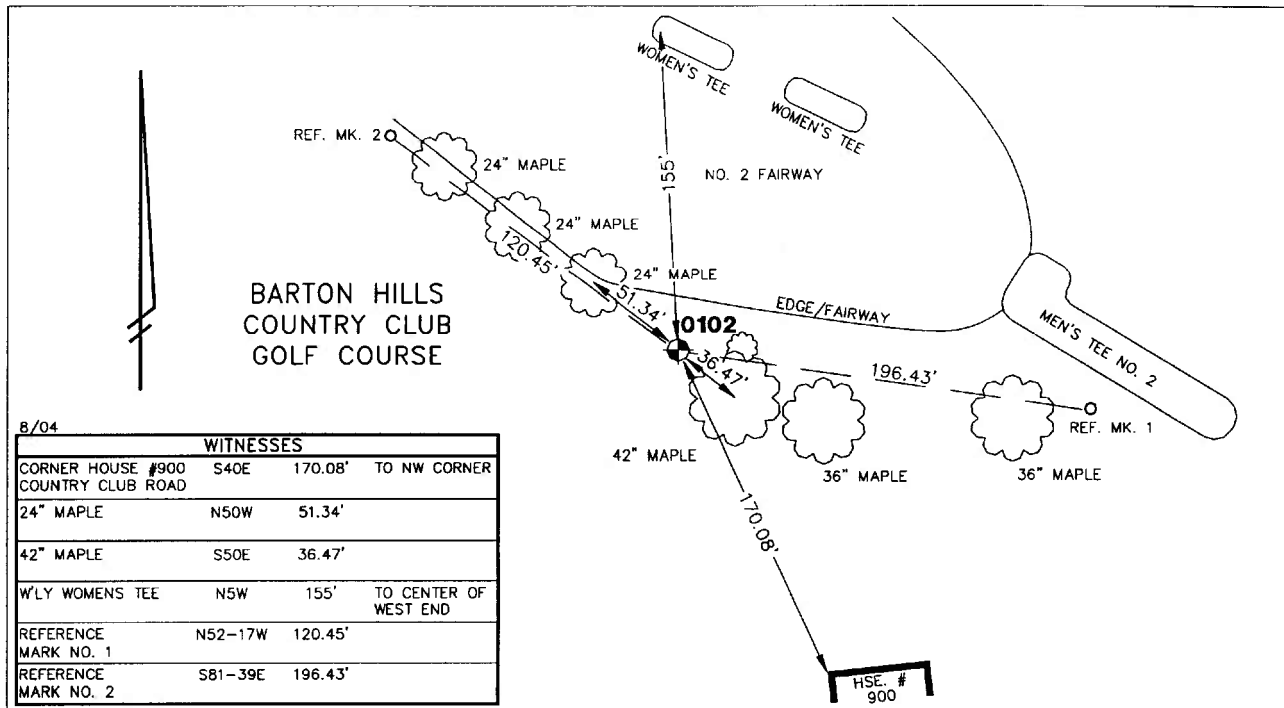 WOMEN'S TEE
WOMEN'S TEE
REF. MK. 2
24" MAPLE
155'
NO. 2 FAIRWAY
24" MAPLE
120.45'
24" MAPLE
51.34'
EDGE/FAIRWAY
BARTON HILLS
COUNTRY CLUB
GOLF COURSE
0102
MEN'S TEE NO. 2
36.47'
196.43'
REF. MK. 1
42" MAPLE
36" MAPLE
36" MAPLE
170.08'
HSE. #
900
8/04
WITNESSES
CORNER HOUSE #900 S40E 170.08' TO NW CORNER
COUNTRY CLUB ROAD
24" MAPLE N50W 51.34'
42" MAPLE S50E 36.47'
W'LY WOMENS TEE N5W 155' TO CENTER OF
WEST END
REFERENCE N52-17W 120.45'
MARK NO. 1
REFERENCE S81-39E 196.43'
MARK NO. 2